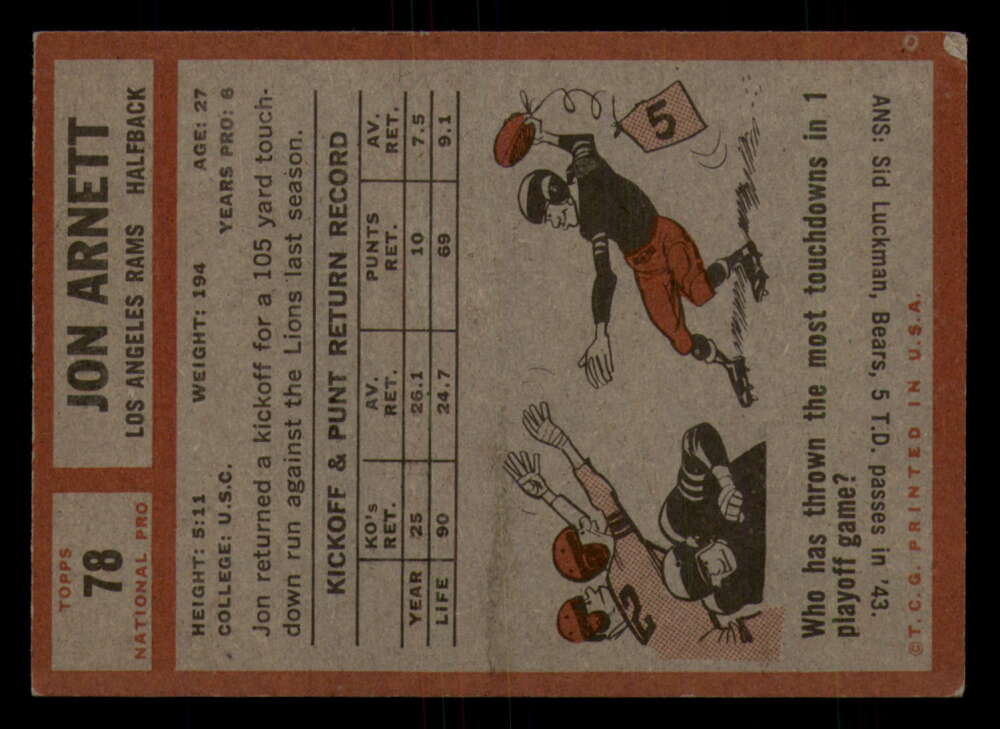 TOPPS
78
NATIONAL PRO
JON ARNETT
LOS ANGELES RAMS HALFBACK
HEIGHT: 5:11 WEIGHT: 194 AGE: 27
COLLEGE: U.S.C. YEARS PRO: 6
Jon returned a kickoff for a 105 yard touch-
down run against the Lions last season.
KICKOFF & PUNT RETURN RECORD
KO's AV. PUNTS AV.
RET. RET. RET. RET.
YEAR 25 26.1 10 7.5
LIFE 90 24.7 69 9.1
5
2
Who has thrown the most touchdowns in 1
playoff game?
ANS: Sid Luckman, Bears, 5 T.D. passes in '43.
©T. C. G. PRINTED IN U.S.A.